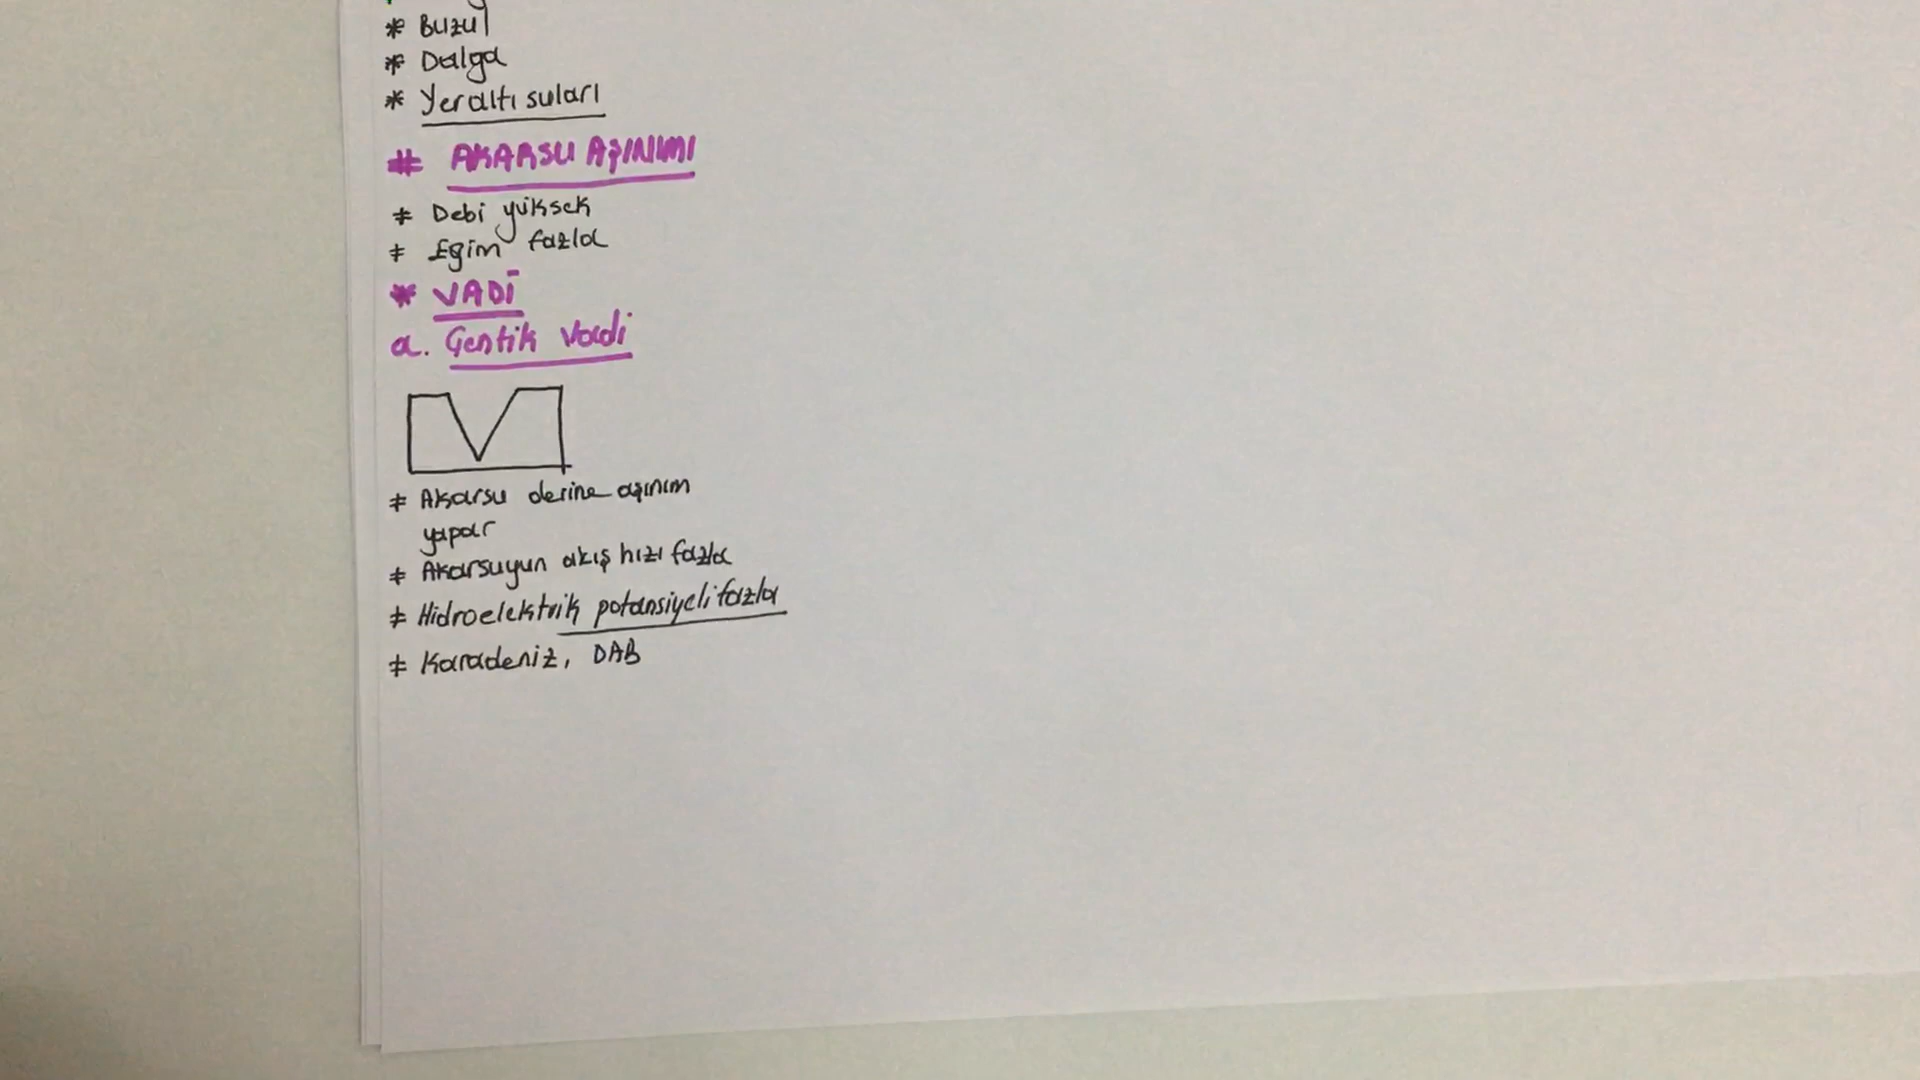 * Buzul
* Dalga
* Yeraltı suları
# AKARSU AŞINIMI
≠ Debi yüksek
≠ Eğim fazla
* VADİ
a. Çentik Vadi
≠ Akarsu derine aşınım
yapar
≠ Akarsuyun akış hızı fazla
≠ Hidroelektrik potansiyeli fazla
≠ Karadeniz, DAB